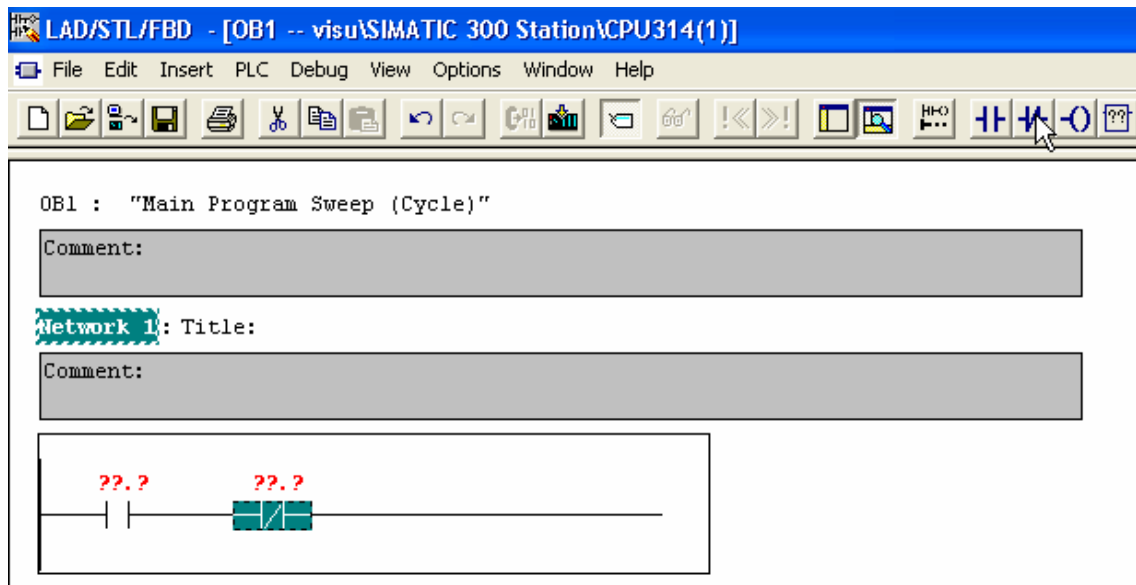 LAD/STL/FBD - [OB1 -- visu\SIMATIC 300 Station\CPU314(1)]
File Edit Insert PLC Debug View Options Window Help
??
OB1 : "Main Program Sweep (Cycle)"
Comment:
Network 1: Title:
Comment:
??.? ??.?